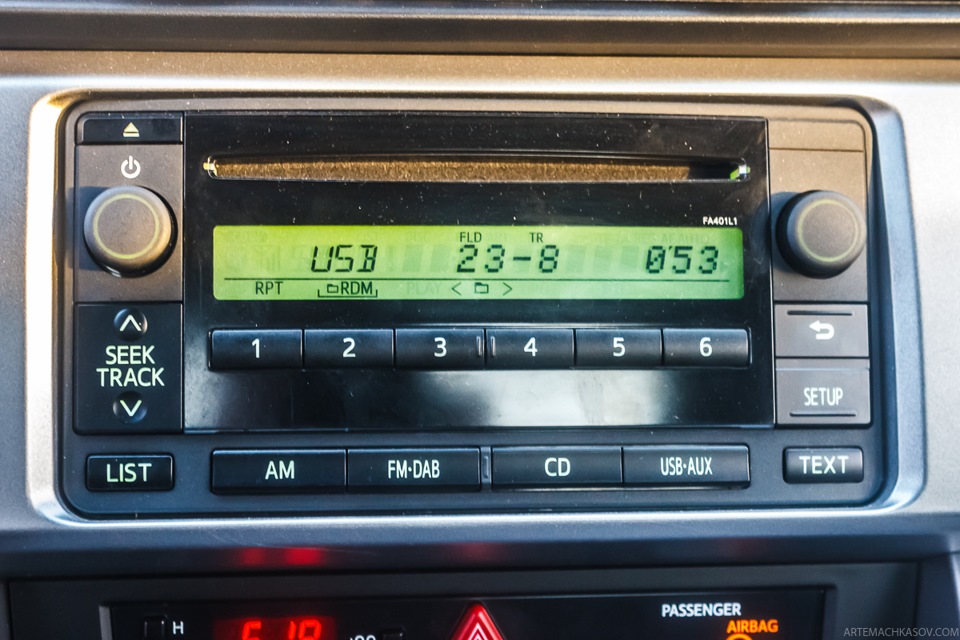 FA401L1
FLD TR
USB 23-8 053
RPT RDM PLAY < >
1 2 3 4 5 6
SEEK
TRACK
SETUP
LIST AM FM·DAB CD USB·AUX TEXT
PASSENGER
AIRBAG
H
ARTEMACHKASOV.COM